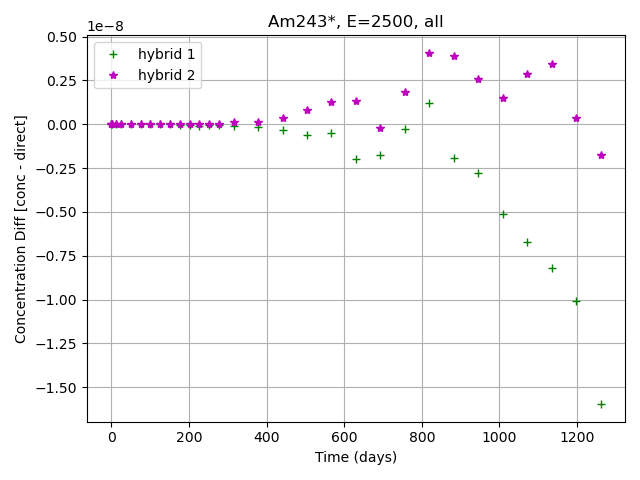 Am243*, E=2500, all
1e−8
hybrid 1
hybrid 2
0.50
0.25
0.00
−0.25
−0.50
−0.75
−1.00
−1.25
−1.50
Concentration Diff [conc - direct]
0 200 400 600 800 1000 1200
Time (days)